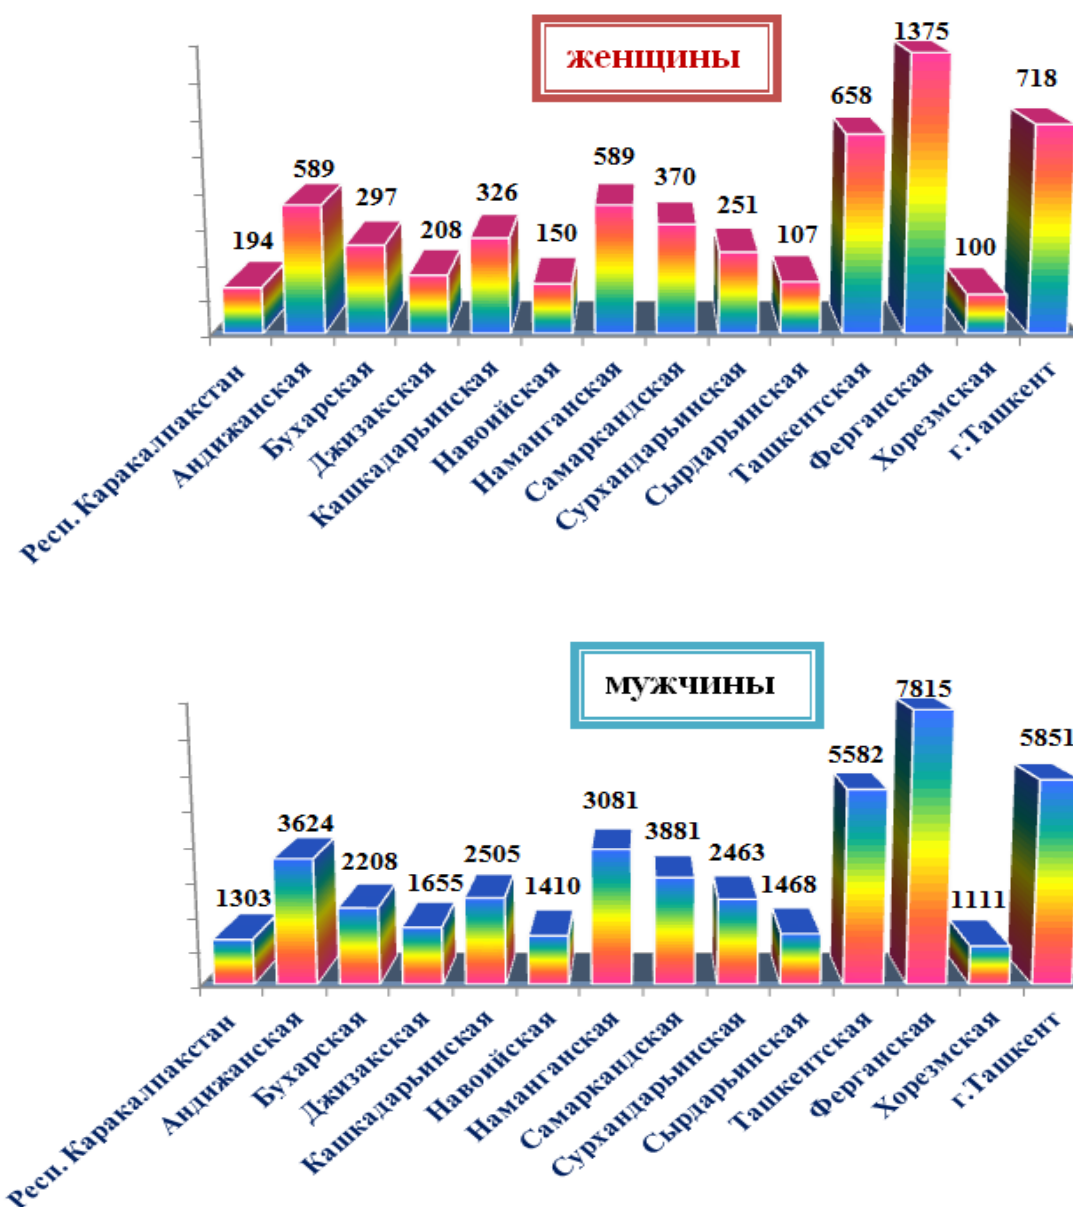 женщины
194
589
297
208
326
150
589
370
251
107
658
1375
100
718
Респ. Каракалпакстан
Андижанская
Бухарская
Джизакская
Кашкадарьинская
Навоийская
Наманганская
Самаркандская
Сурхандарьинская
Сырдарьинская
Ташкентская
Ферганская
Хорезмская
г.Ташкент
мужчины
1303
3624
2208
1655
2505
1410
3081
3881
2463
1468
5582
7815
1111
5851
Респ. Каракалпакстан
Андижанская
Бухарская
Джизакская
Кашкадарьинская
Навоийская
Наманганская
Самаркандская
Сурхандарьинская
Сырдарьинская
Ташкентская
Ферганская
Хорезмская
г.Ташкент